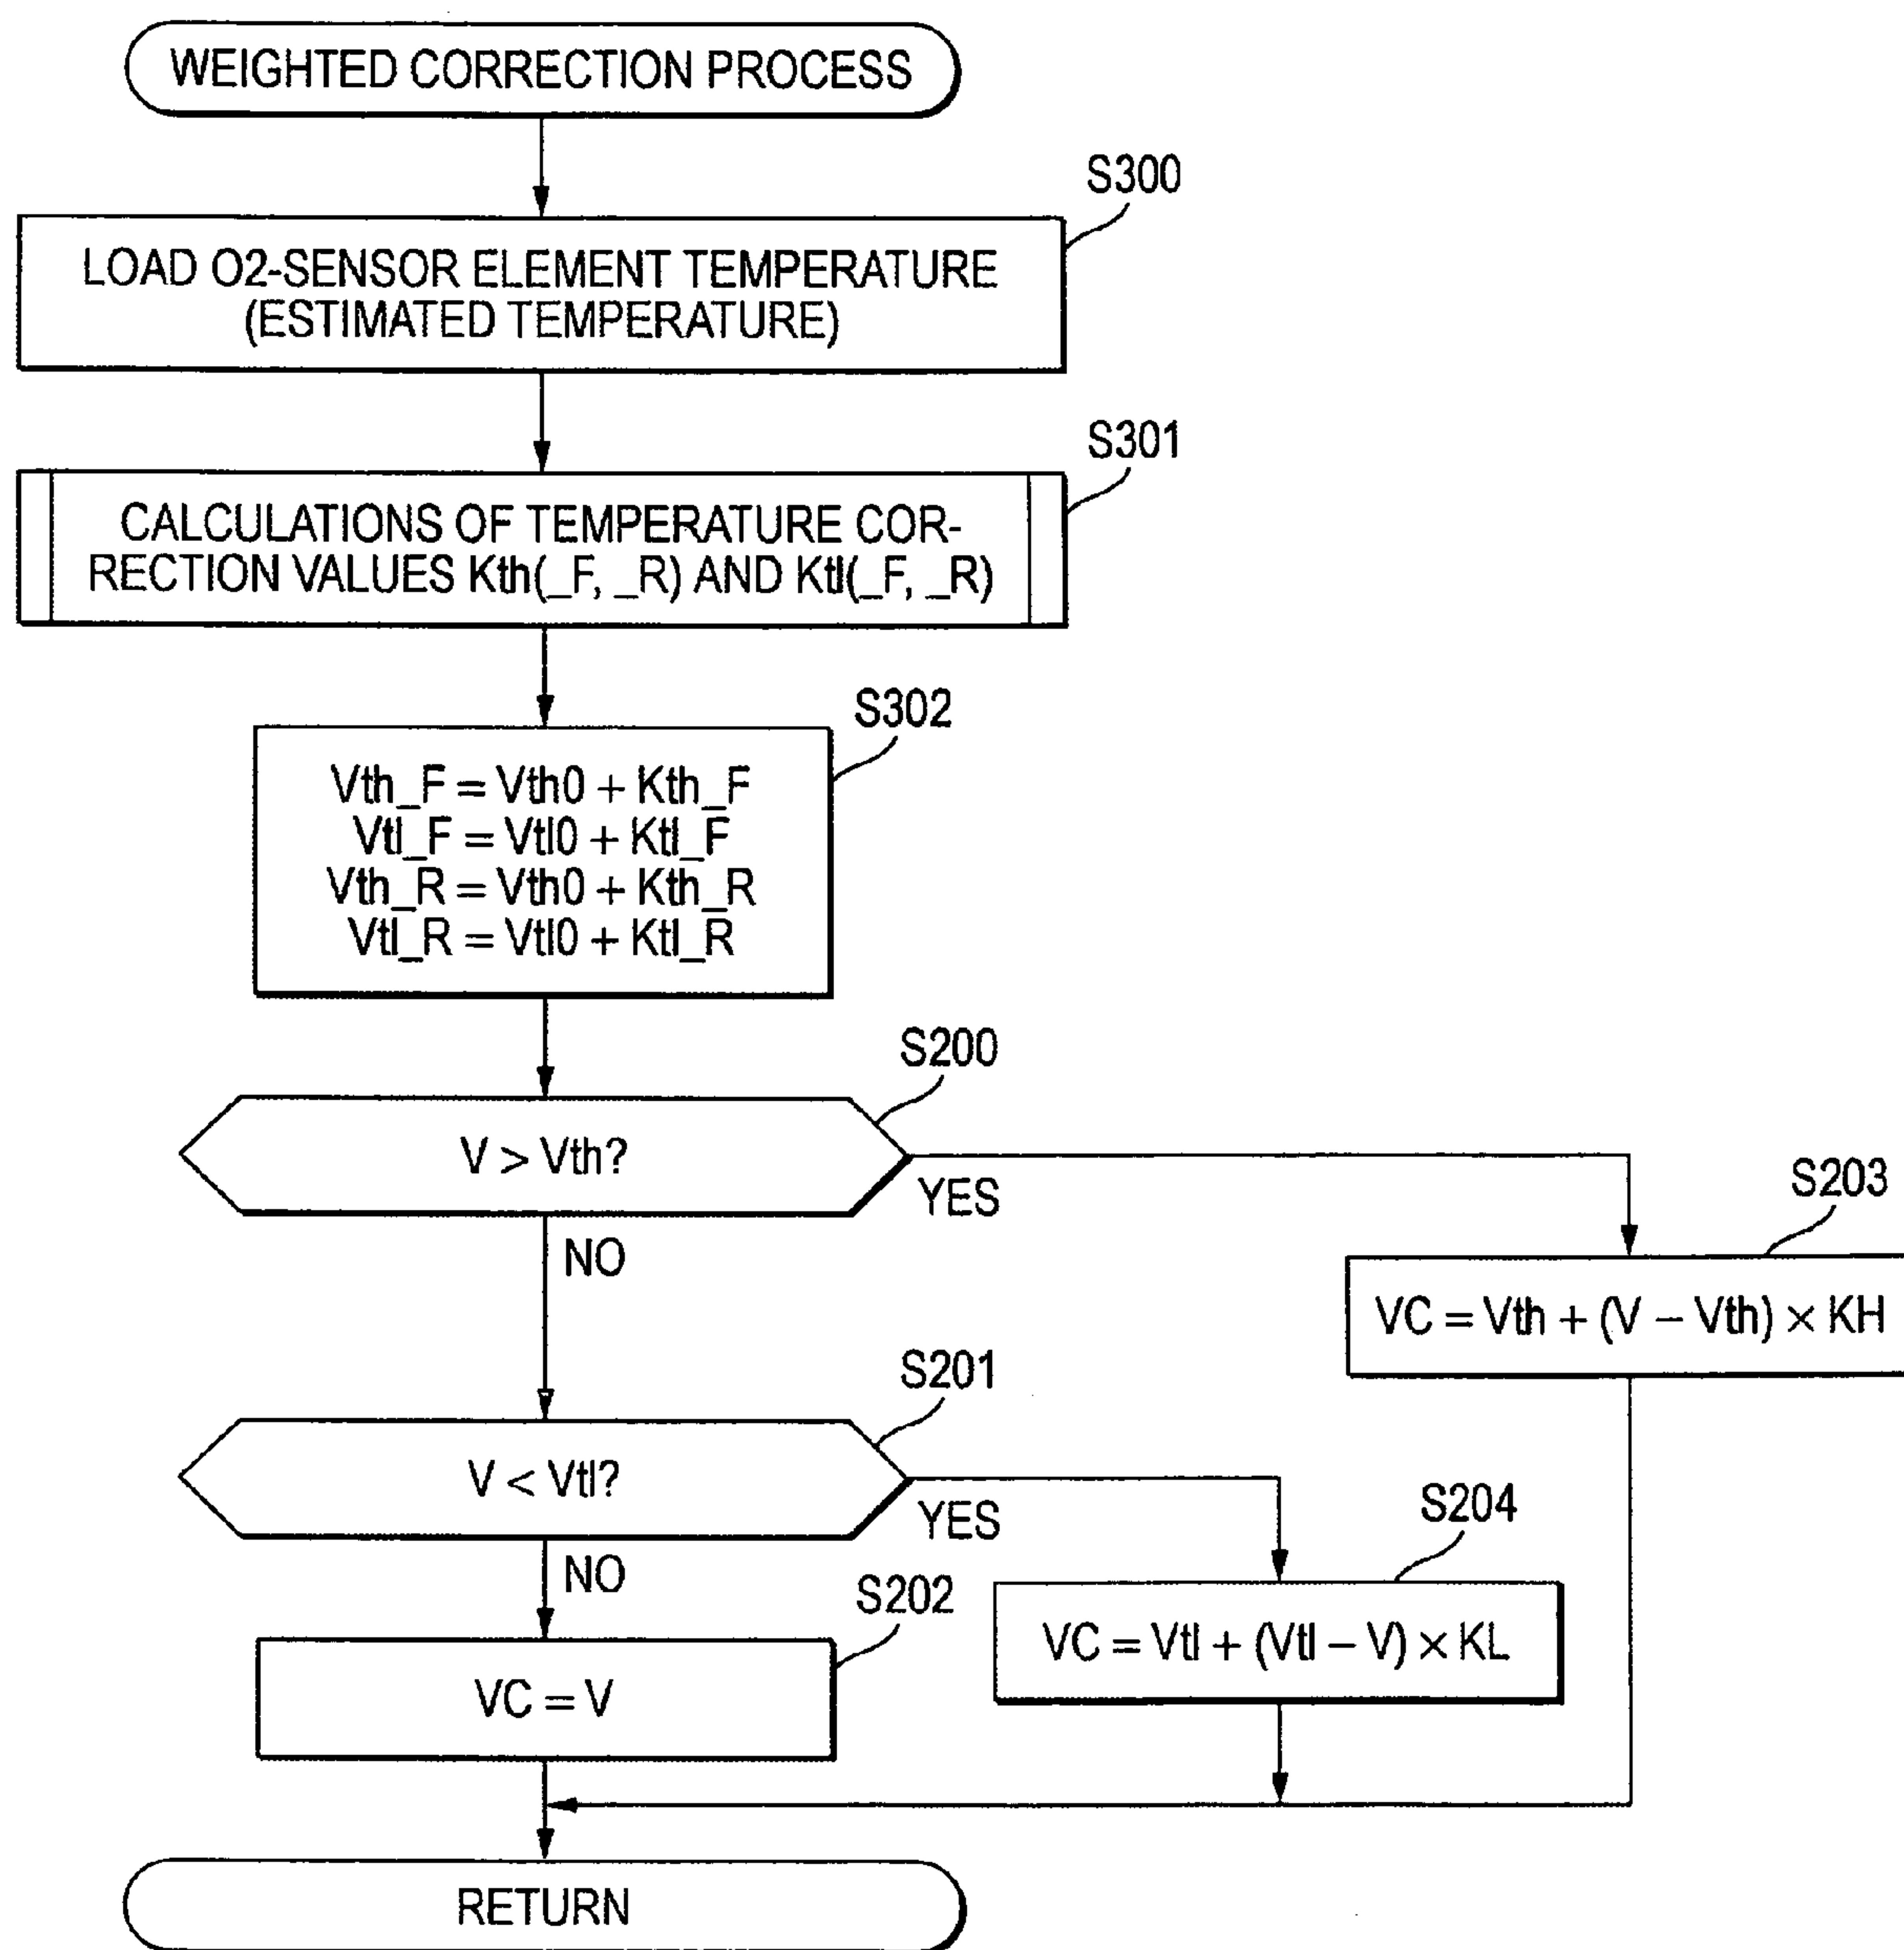 WEIGHTED CORRECTION PROCESS
S300
LOAD O2-SENSOR ELEMENT TEMPERATURE
(ESTIMATED TEMPERATURE)
S301
CALCULATIONS OF TEMPERATURE COR-
RECTION VALUES Kth(_F, _R) AND Ktl(_F, _R)
S302
Vth_F = Vth0 + Kth_F
Vtl_F = Vtl0 + Ktl_F
Vth_R = Vth0 + Kth_R
Vtl_R = Vtl0 + Ktl_R
S200
V > Vth?
YES
NO
S203
VC = Vth + (V – Vth) × KH
S201
V < Vtl?
YES
NO
S204
VC = Vtl + (Vtl – V) × KL
S202
VC = V
RETURN